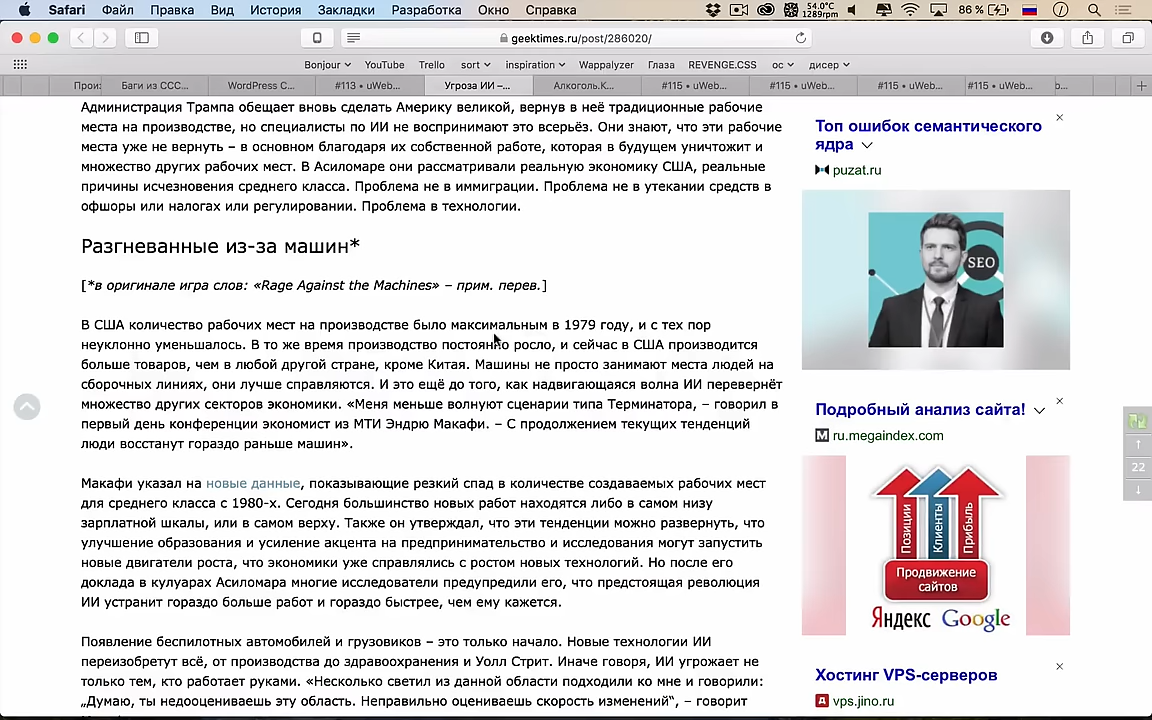 Safari Файл Правка Вид История Закладки Разработка Окно Справка 54.0°C 1289rpm 86 %
geektimes.ru/post/286020/
Bonjour YouTube Trello sort inspiration Wappalyzer Глаза REVENGE.CSS ос дисер
Прои: Баги из ССС... WordPress С... #113 • uWeb... Угроза ИИ –... Алкоголь.К... #115 • uWeb... #115 • uWeb... #115 • uWeb... #115 • uWeb... b...
Администрация Трампа обещает вновь сделать Америку великой, вернув в неё традиционные рабочие
места на производстве, но специалисты по ИИ не воспринимают это всерьёз. Они знают, что эти рабочие
места уже не вернуть – в основном благодаря их собственной работе, которая в будущем уничтожит и
множество других рабочих мест. В Асиломаре они рассматривали реальную экономику США, реальные
причины исчезновения среднего класса. Проблема не в иммиграции. Проблема не в утекании средств в
офшоры или налогах или регулировании. Проблема в технологии.
Разгневанные из-за машин*
[*в оригинале игра слов: «Rage Against the Machines» – прим. перев.]
В США количество рабочих мест на производстве было максимальным в 1979 году, и с тех пор
неуклонно уменьшалось. В то же время производство постоянно росло, и сейчас в США производится
больше товаров, чем в любой другой стране, кроме Китая. Машины не просто занимают места людей на
сборочных линиях, они лучше справляются. И это ещё до того, как надвигающаяся волна ИИ перевернёт
множество других секторов экономики. «Меня меньше волнуют сценарии типа Терминатора, – говорил в
первый день конференции экономист из МТИ Эндрю Макафи. – С продолжением текущих тенденций
люди восстанут гораздо раньше машин».
Макафи указал на новые данные, показывающие резкий спад в количестве создаваемых рабочих мест
для среднего класса с 1980-х. Сегодня большинство новых работ находятся либо в самом низу
зарплатной шкалы, или в самом верху. Также он утверждал, что эти тенденции можно развернуть, что
улучшение образования и усиление акцента на предпринимательство и исследования могут запустить
новые двигатели роста, что экономики уже справлялись с ростом новых технологий. Но после его
доклада в кулуарах Асиломара многие исследователи предупредили его, что предстоящая революция
ИИ устранит гораздо больше работ и гораздо быстрее, чем ему кажется.
Появление беспилотных автомобилей и грузовиков – это только начало. Новые технологии ИИ
переизобретут всё, от производства до здравоохранения и Уолл Стрит. Иначе говоря, ИИ угрожает не
только тем, кто работает руками. «Несколько светил из данной области подходили ко мне и говорили:
„Думаю, ты недооцениваешь эту область. Неправильно оцениваешь скорость изменений“, – говорит
Топ ошибок семантического
ядра
puzat.ru
SEO
Подробный анализ сайта!
M ru.megaindex.com
Позиции
Клиенты
Прибыль
Продвижение
сайтов
Яндекс Google
Хостинг VPS-серверов
vps.jino.ru
22